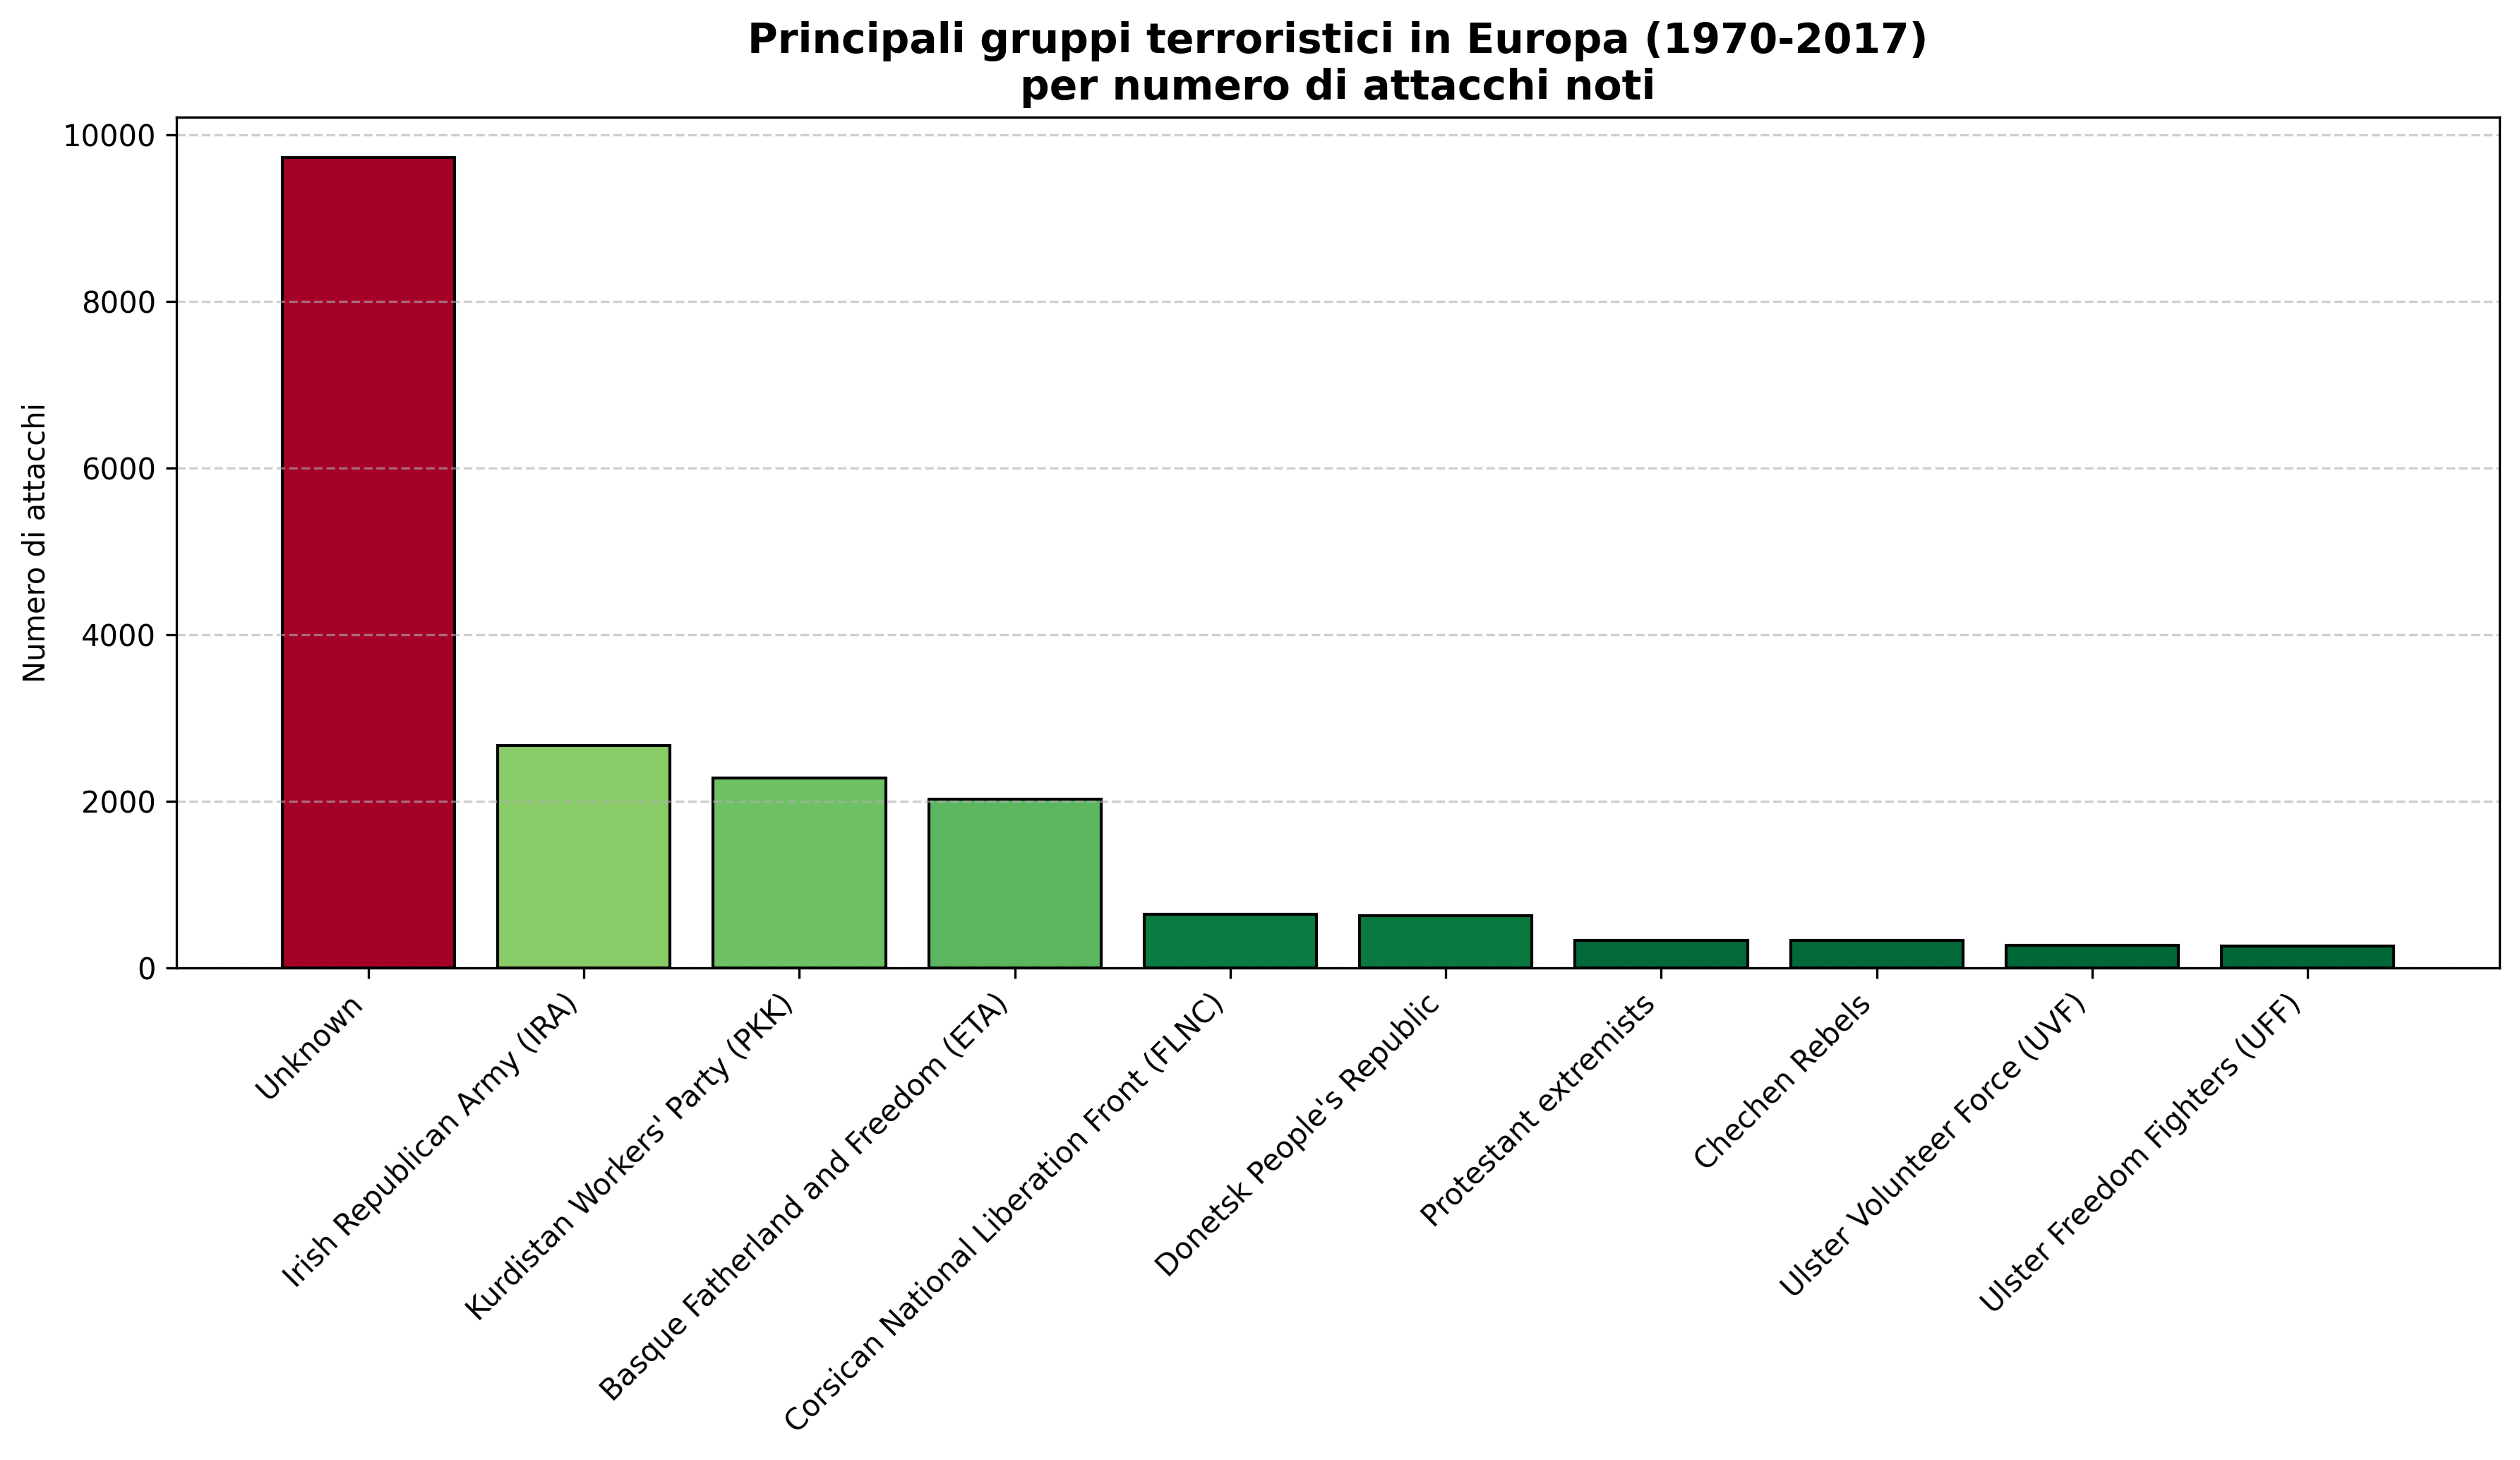 Principali gruppi terroristici in Europa (1970-2017)
per numero di attacchi noti
Numero di attacchi
10000
8000
6000
4000
2000
0
Unknown
Irish Republican Army (IRA)
Kurdistan Workers' Party (PKK)
Basque Fatherland and Freedom (ETA)
Corsican National Liberation Front (FLNC)
Donetsk People's Republic
Protestant extremists
Chechen Rebels
Ulster Volunteer Force (UVF)
Ulster Freedom Fighters (UFF)